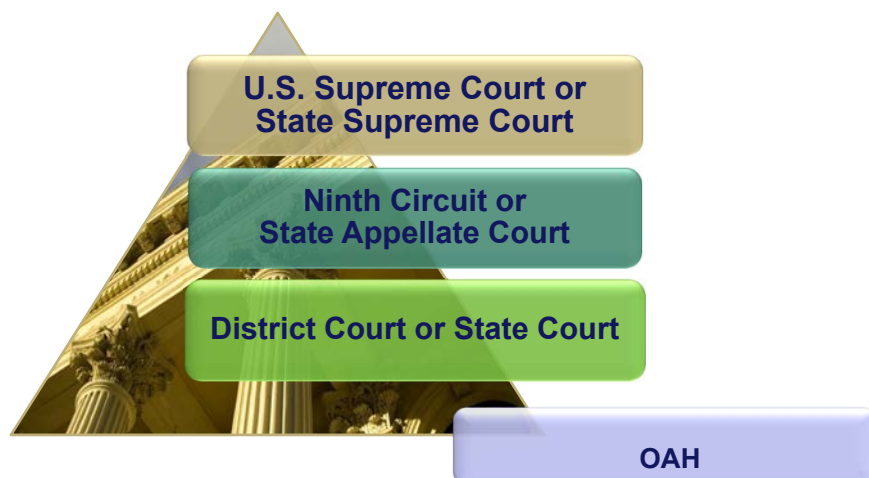 U.S. Supreme Court or
State Supreme Court
Ninth Circuit or
State Appellate Court
District Court or State Court
OAH